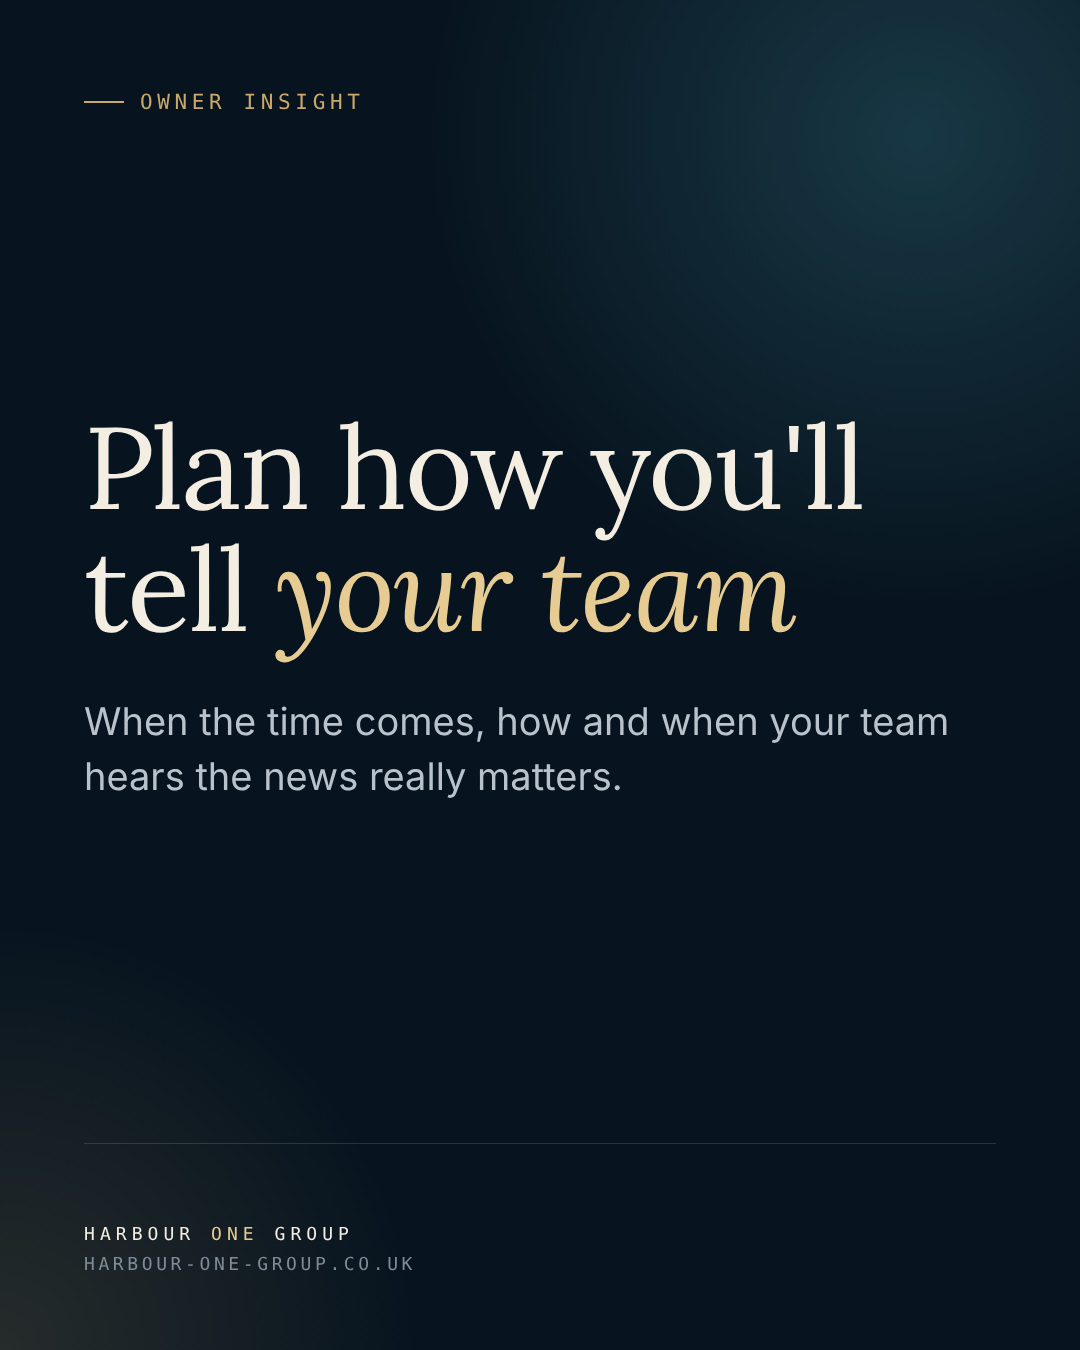 OWNER INSIGHT
Plan how you'll
tell your team
When the time comes, how and when your team
hears the news really matters.
HARBOUR ONE GROUP
HARBOUR-ONE-GROUP.CO.UK